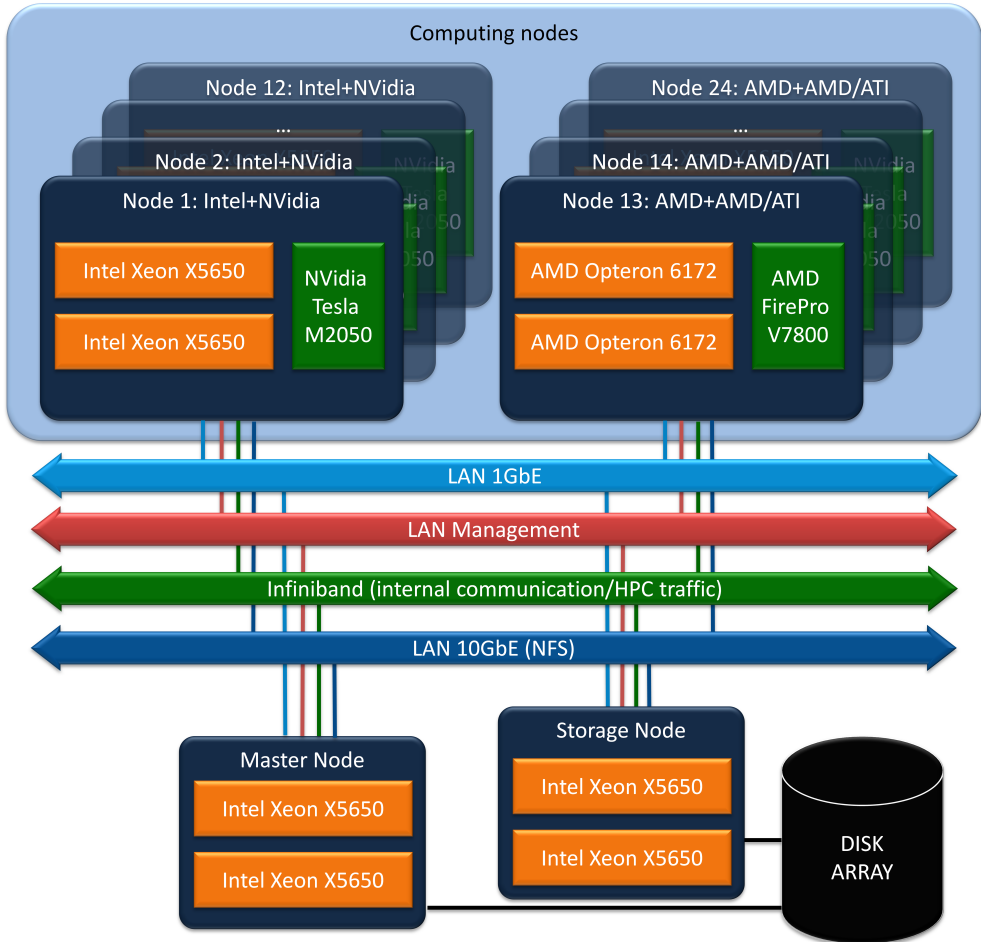 Computing nodes
Node 12: Intel+NVidia
...
Node 2: Intel+NVidia
Node 1: Intel+NVidia
Intel Xeon X5650
Intel Xeon X5650
NVidia
Tesla
M2050
Node 24: AMD+AMD/ATI
...
Node 14: AMD+AMD/ATI
Node 13: AMD+AMD/ATI
AMD Opteron 6172
AMD Opteron 6172
AMD
FirePro
V7800
LAN 1GbE
LAN Management
Infiniband (internal communication/HPC traffic)
LAN 10GbE (NFS)
Master Node
Intel Xeon X5650
Intel Xeon X5650
Storage Node
Intel Xeon X5650
Intel Xeon X5650
DISK
ARRAY